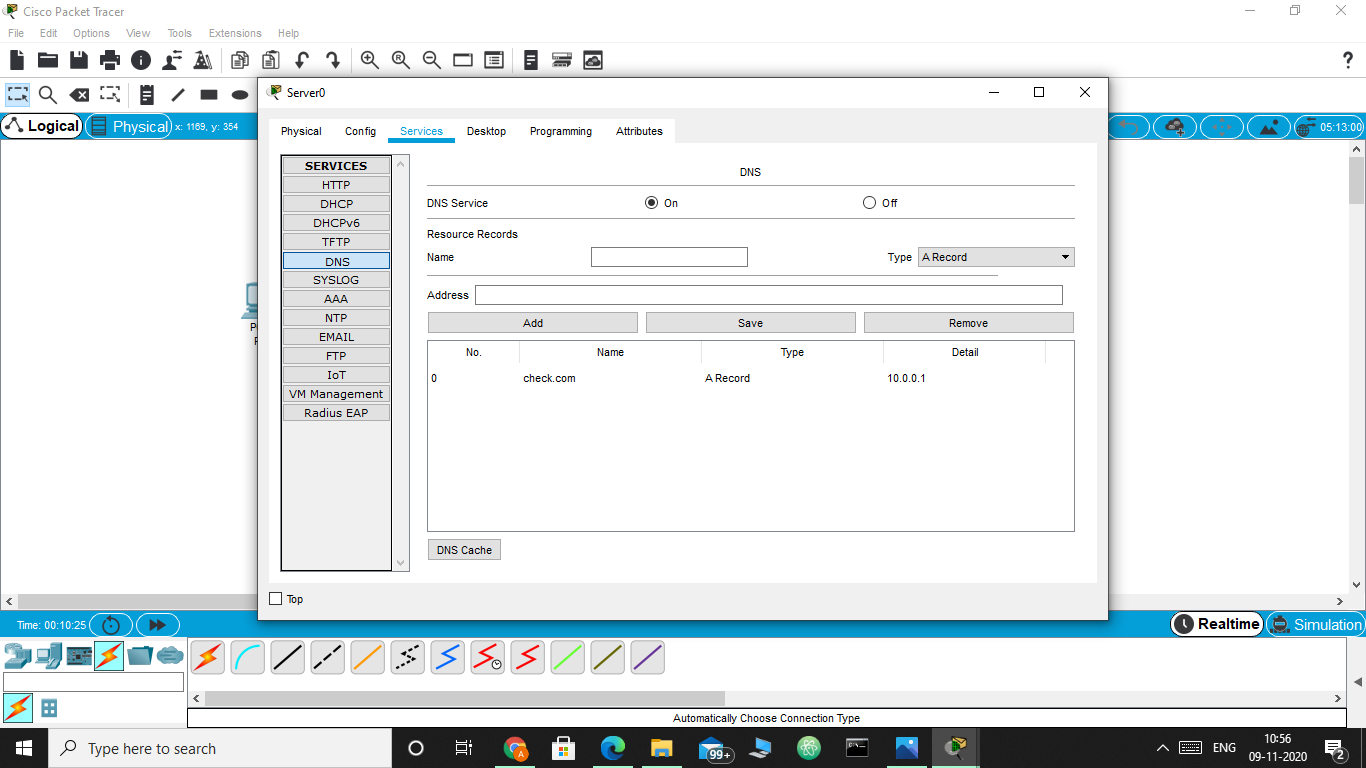 Cisco Packet Tracer
File Edit Options View Tools Extensions Help
?
Server0
Logical Physical x: 1169, y: 354 05:13:00
Physical Config Services Desktop Programming Attributes
SERVICES
HTTP
DHCP
DHCPv6
TFTP
DNS
SYSLOG
AAA
NTP
EMAIL
FTP
IoT
VM Management
Radius EAP
DNS
DNS Service On Off
Resource Records
Name Type A Record
Address
Add Save Remove
No. Name Type Detail
0 check.com A Record 10.0.0.1
DNS Cache
Top
Time: 00:10:25 Realtime Simulation
Automatically Choose Connection Type
Type here to search
A
99+
ENG
10:56
09-11-2020
2